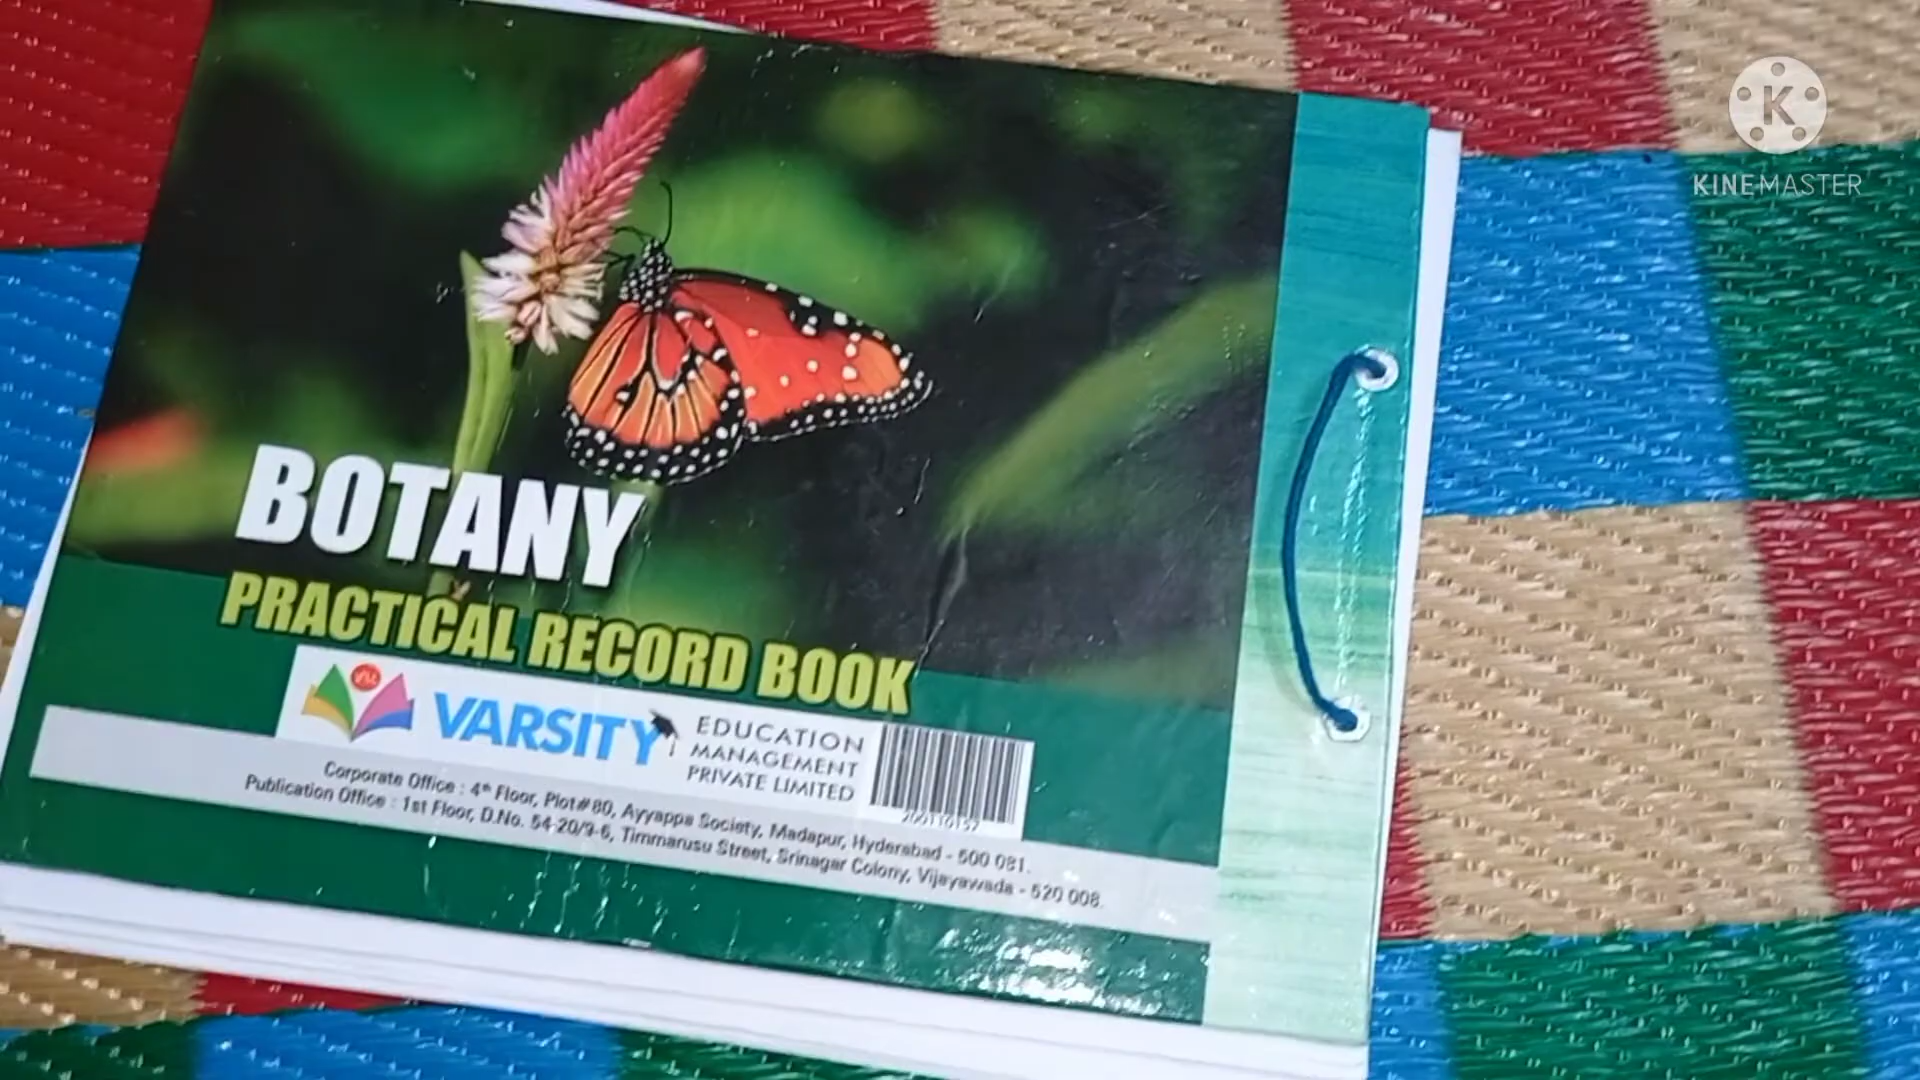 KINEMASTER
BOTANY
PRACTICAL RECORD BOOK
VARSITY
EDUCATION
MANAGEMENT
PRIVATE LIMITED
Corporate Office : 4th Floor, Plot#80, Ayyappa Society, Madapur, Hyderabad - 500 081.
Publication Office : 1st Floor, D.No. 54-20/9-6, Timmarusu Street, Srinagar Colony, Vijayawada - 520 008.